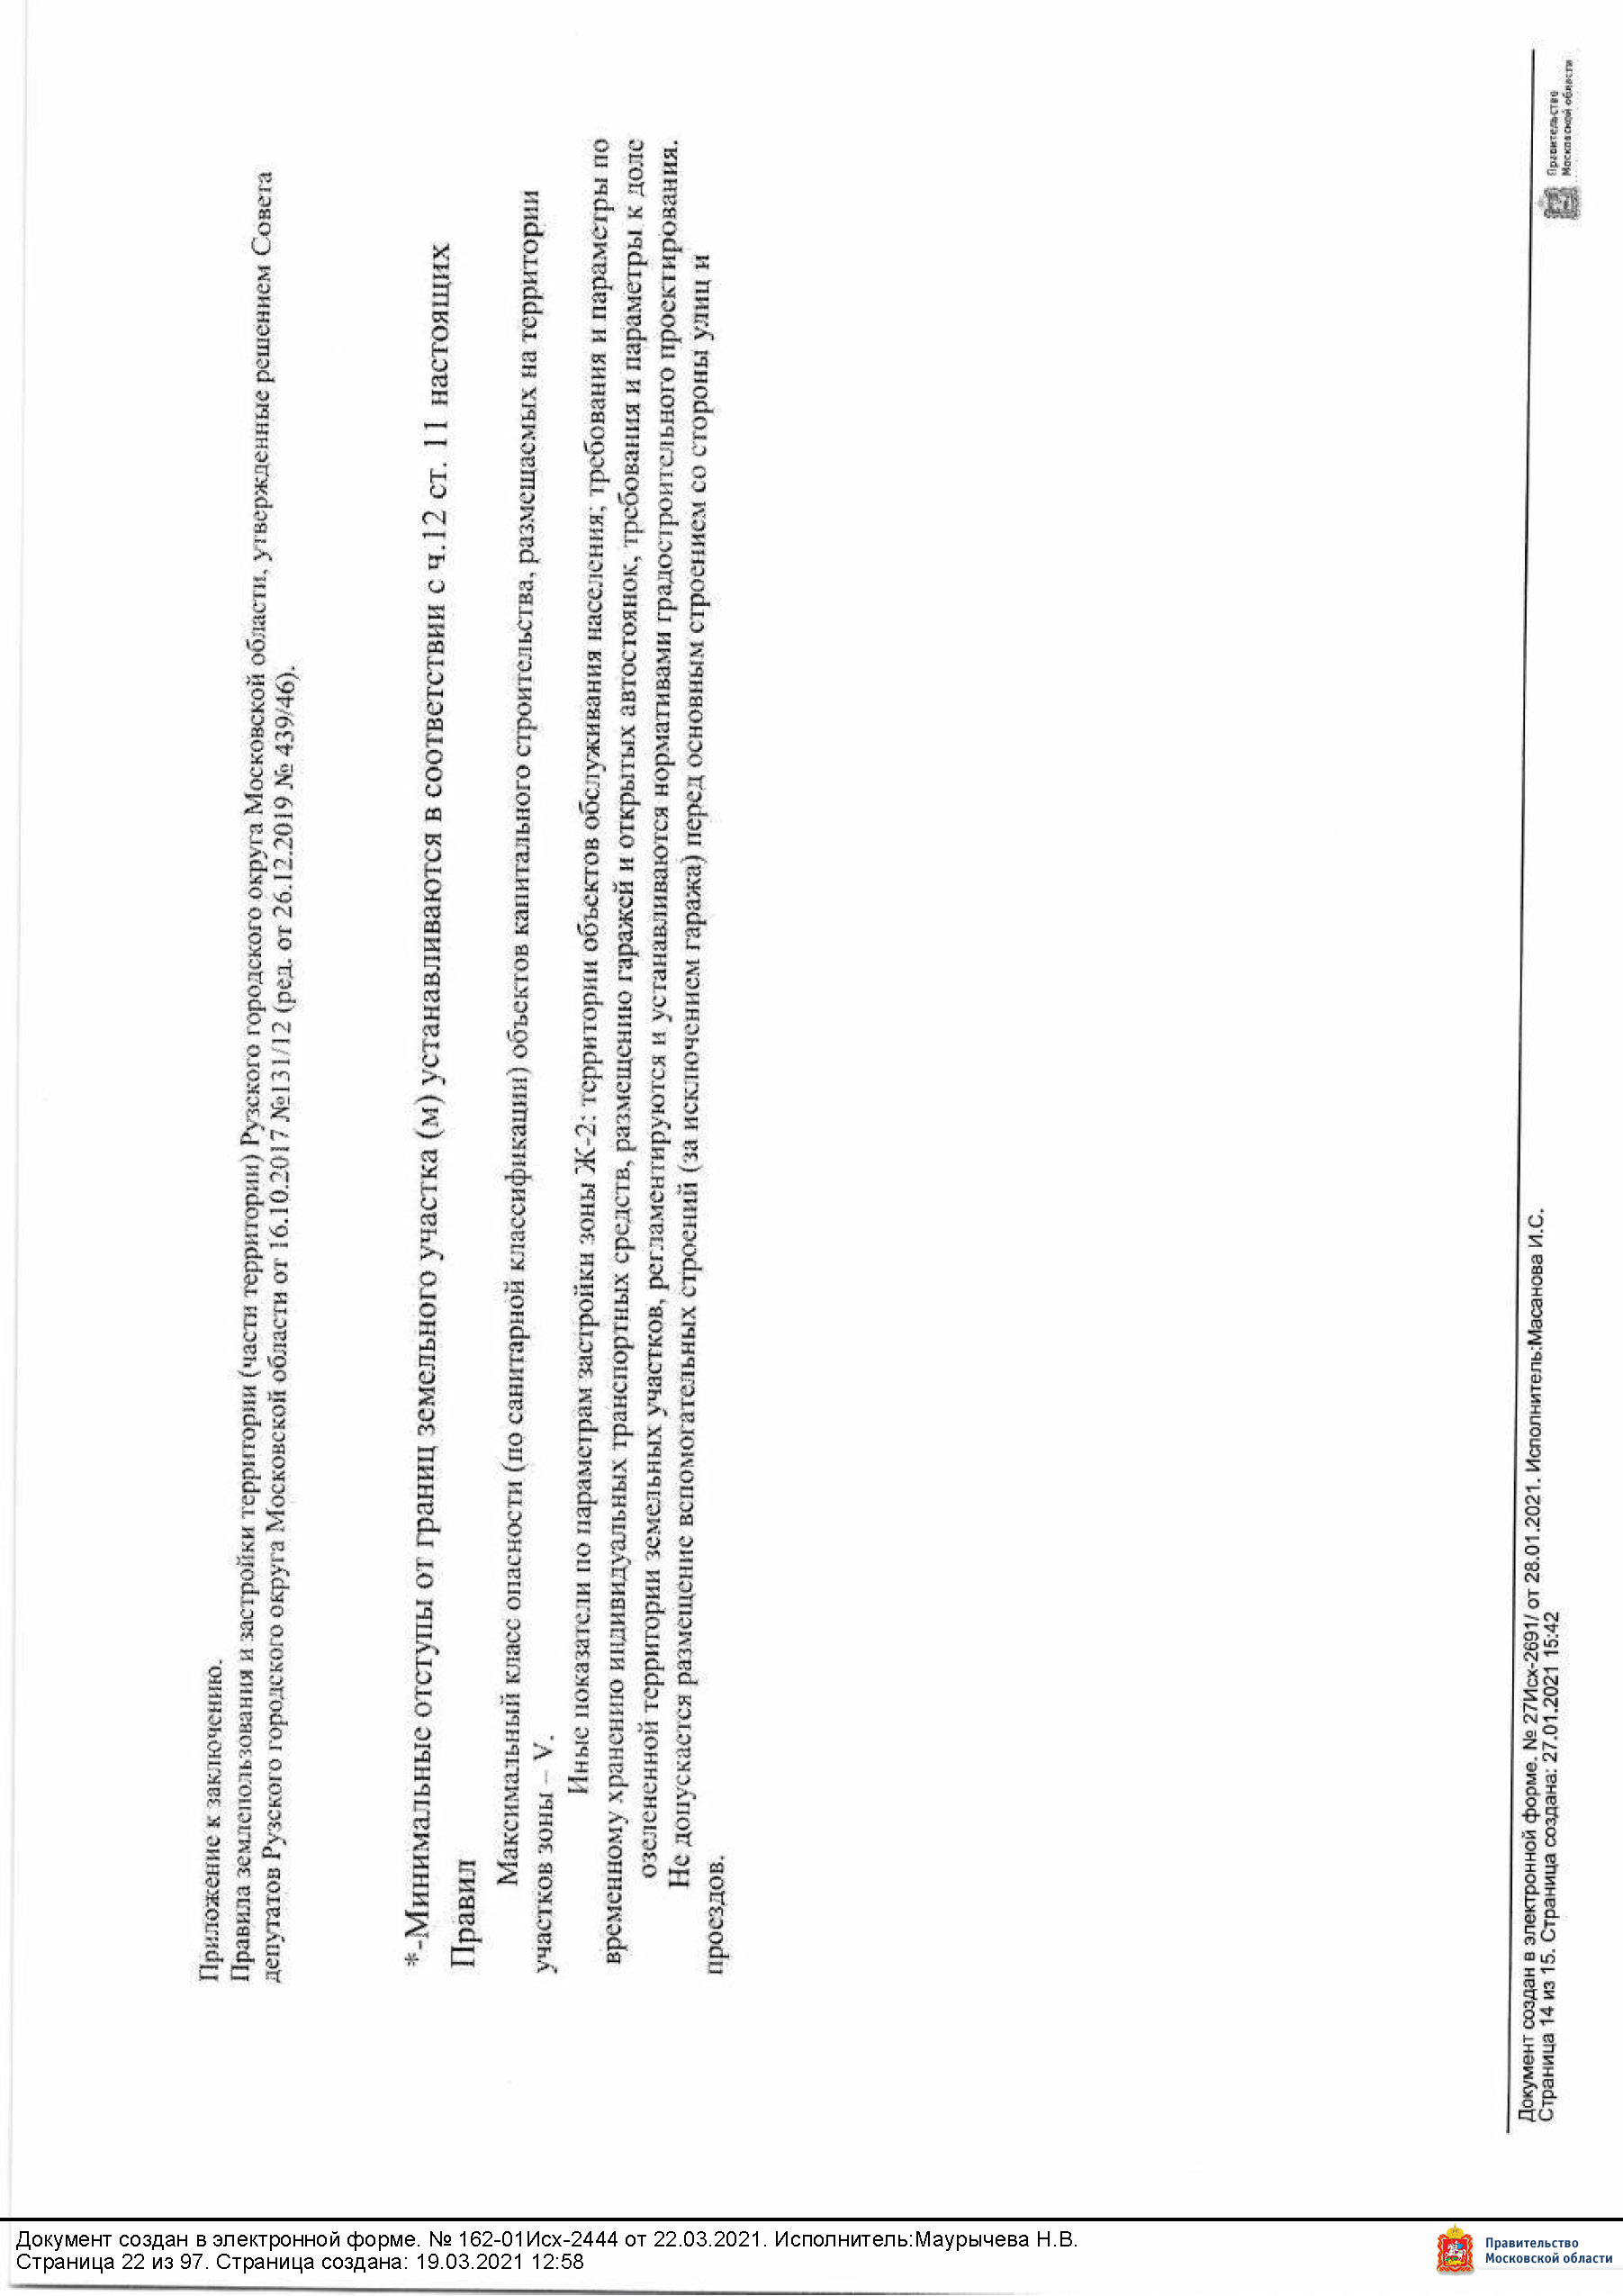 Приложение к заключению.
Правила землепользования и застройки территории (части территории) Рузского городского округа Московской области, утвержденные решением Совета
депутатов Рузского городского округа Московской области от 16.10.2017 №131/12 (ред. от 26.12.2019 № 439/46).
*-Минимальные отступы от границ земельного участка (м) устанавливаются в соответствии с ч.12 ст. 11 настоящих
Правил
Максимальный класс опасности (по санитарной классификации) объектов капитального строительства, размещаемых на территории
участков зоны – V.
Иные показатели по параметрам застройки зоны Ж-2: территории объектов обслуживания населения; требования и параметры по
временному хранению индивидуальных транспортных средств, размещению гаражей и открытых автостоянок, требования и параметры к доле
озелененной территории земельных участков, регламентируются и устанавливаются нормативами градостроительного проектирования.
Не допускается размещение вспомогательных строений (за исключением гаража) перед основным строением со стороны улиц и
проездов.
Документ создан в электронной форме. № 27Исх-2691/ от 28.01.2021. Исполнитель:Масанова И.С.
Страница 14 из 15. Страница создана: 27.01.2021 15:42
Правительство
Московской области
Документ создан в электронной форме. № 162-01Исх-2444 от 22.03.2021. Исполнитель:Маурычева Н.В.
Страница 22 из 97. Страница создана: 19.03.2021 12:58
Правительство
Московской области